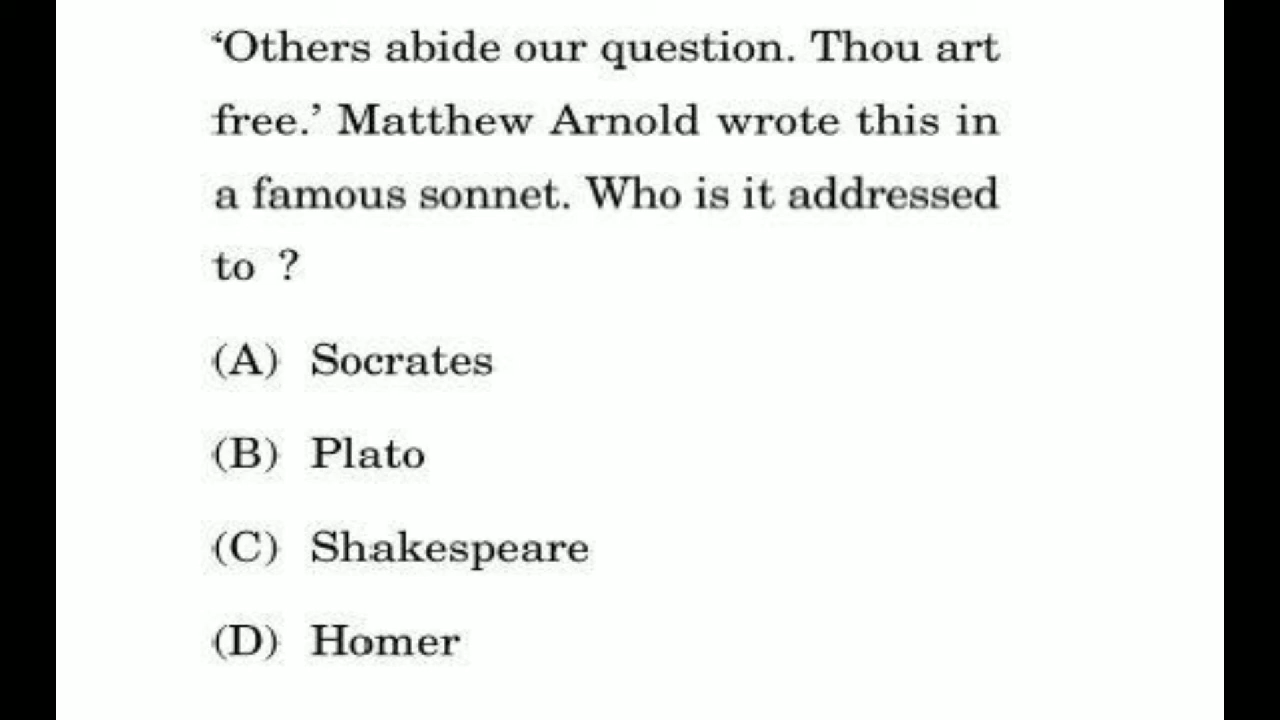 ‘Others abide our question. Thou art
free.’ Matthew Arnold wrote this in
a famous sonnet. Who is it addressed
to ?
(A) Socrates
(B) Plato
(C) Shakespeare
(D) Homer